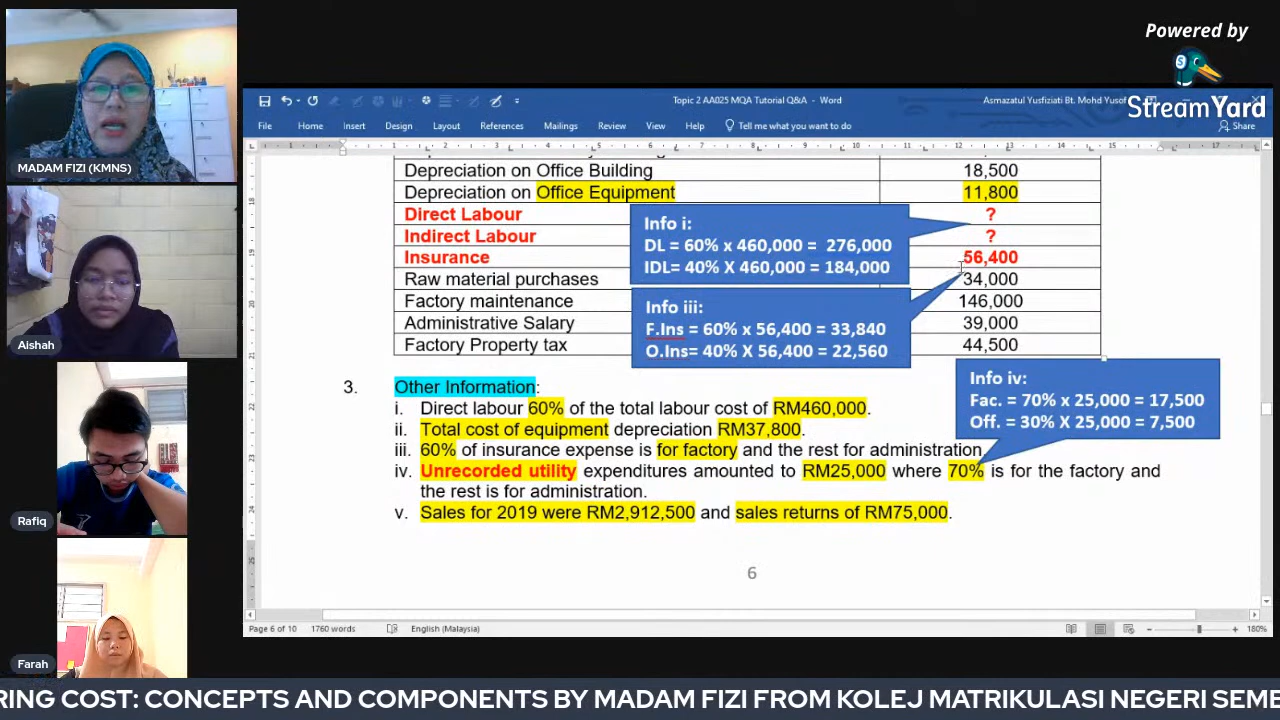 Powered by
StreamYard
MADAM FIZI (KMNS)
Aishah
Rafiq
Farah
Topic 2 AA025 MQA Tutorial Q&A - Word
Asmazatul Yusfiziati Bt. Mohd Yusof
File Home Insert Design Layout References Mailings Review View Help Tell me what you want to do Share
Depreciation on Office Building 18,500
Depreciation on Office Equipment 11,800
Direct Labour ?
Indirect Labour ?
Insurance 56,400
Raw material purchases 34,000
Factory maintenance 146,000
Administrative Salary 39,000
Factory Property tax 44,500
Info i:
DL = 60% x 460,000 = 276,000
IDL= 40% X 460,000 = 184,000
Info iii:
F.Ins = 60% x 56,400 = 33,840
O.Ins= 40% X 56,400 = 22,560
Info iv:
Fac. = 70% x 25,000 = 17,500
Off. = 30% X 25,000 = 7,500
3. Other Information:
i. Direct labour 60% of the total labour cost of RM460,000.
ii. Total cost of equipment depreciation RM37,800.
iii. 60% of insurance expense is for factory and the rest for administration.
iv. Unrecorded utility expenditures amounted to RM25,000 where 70% is for the factory and
the rest is for administration.
v. Sales for 2019 were RM2,912,500 and sales returns of RM75,000.
6
Page 6 of 10 1760 words English (Malaysia) 180%
RING COST: CONCEPTS AND COMPONENTS BY MADAM FIZI FROM KOLEJ MATRIKULASI NEGERI SEME